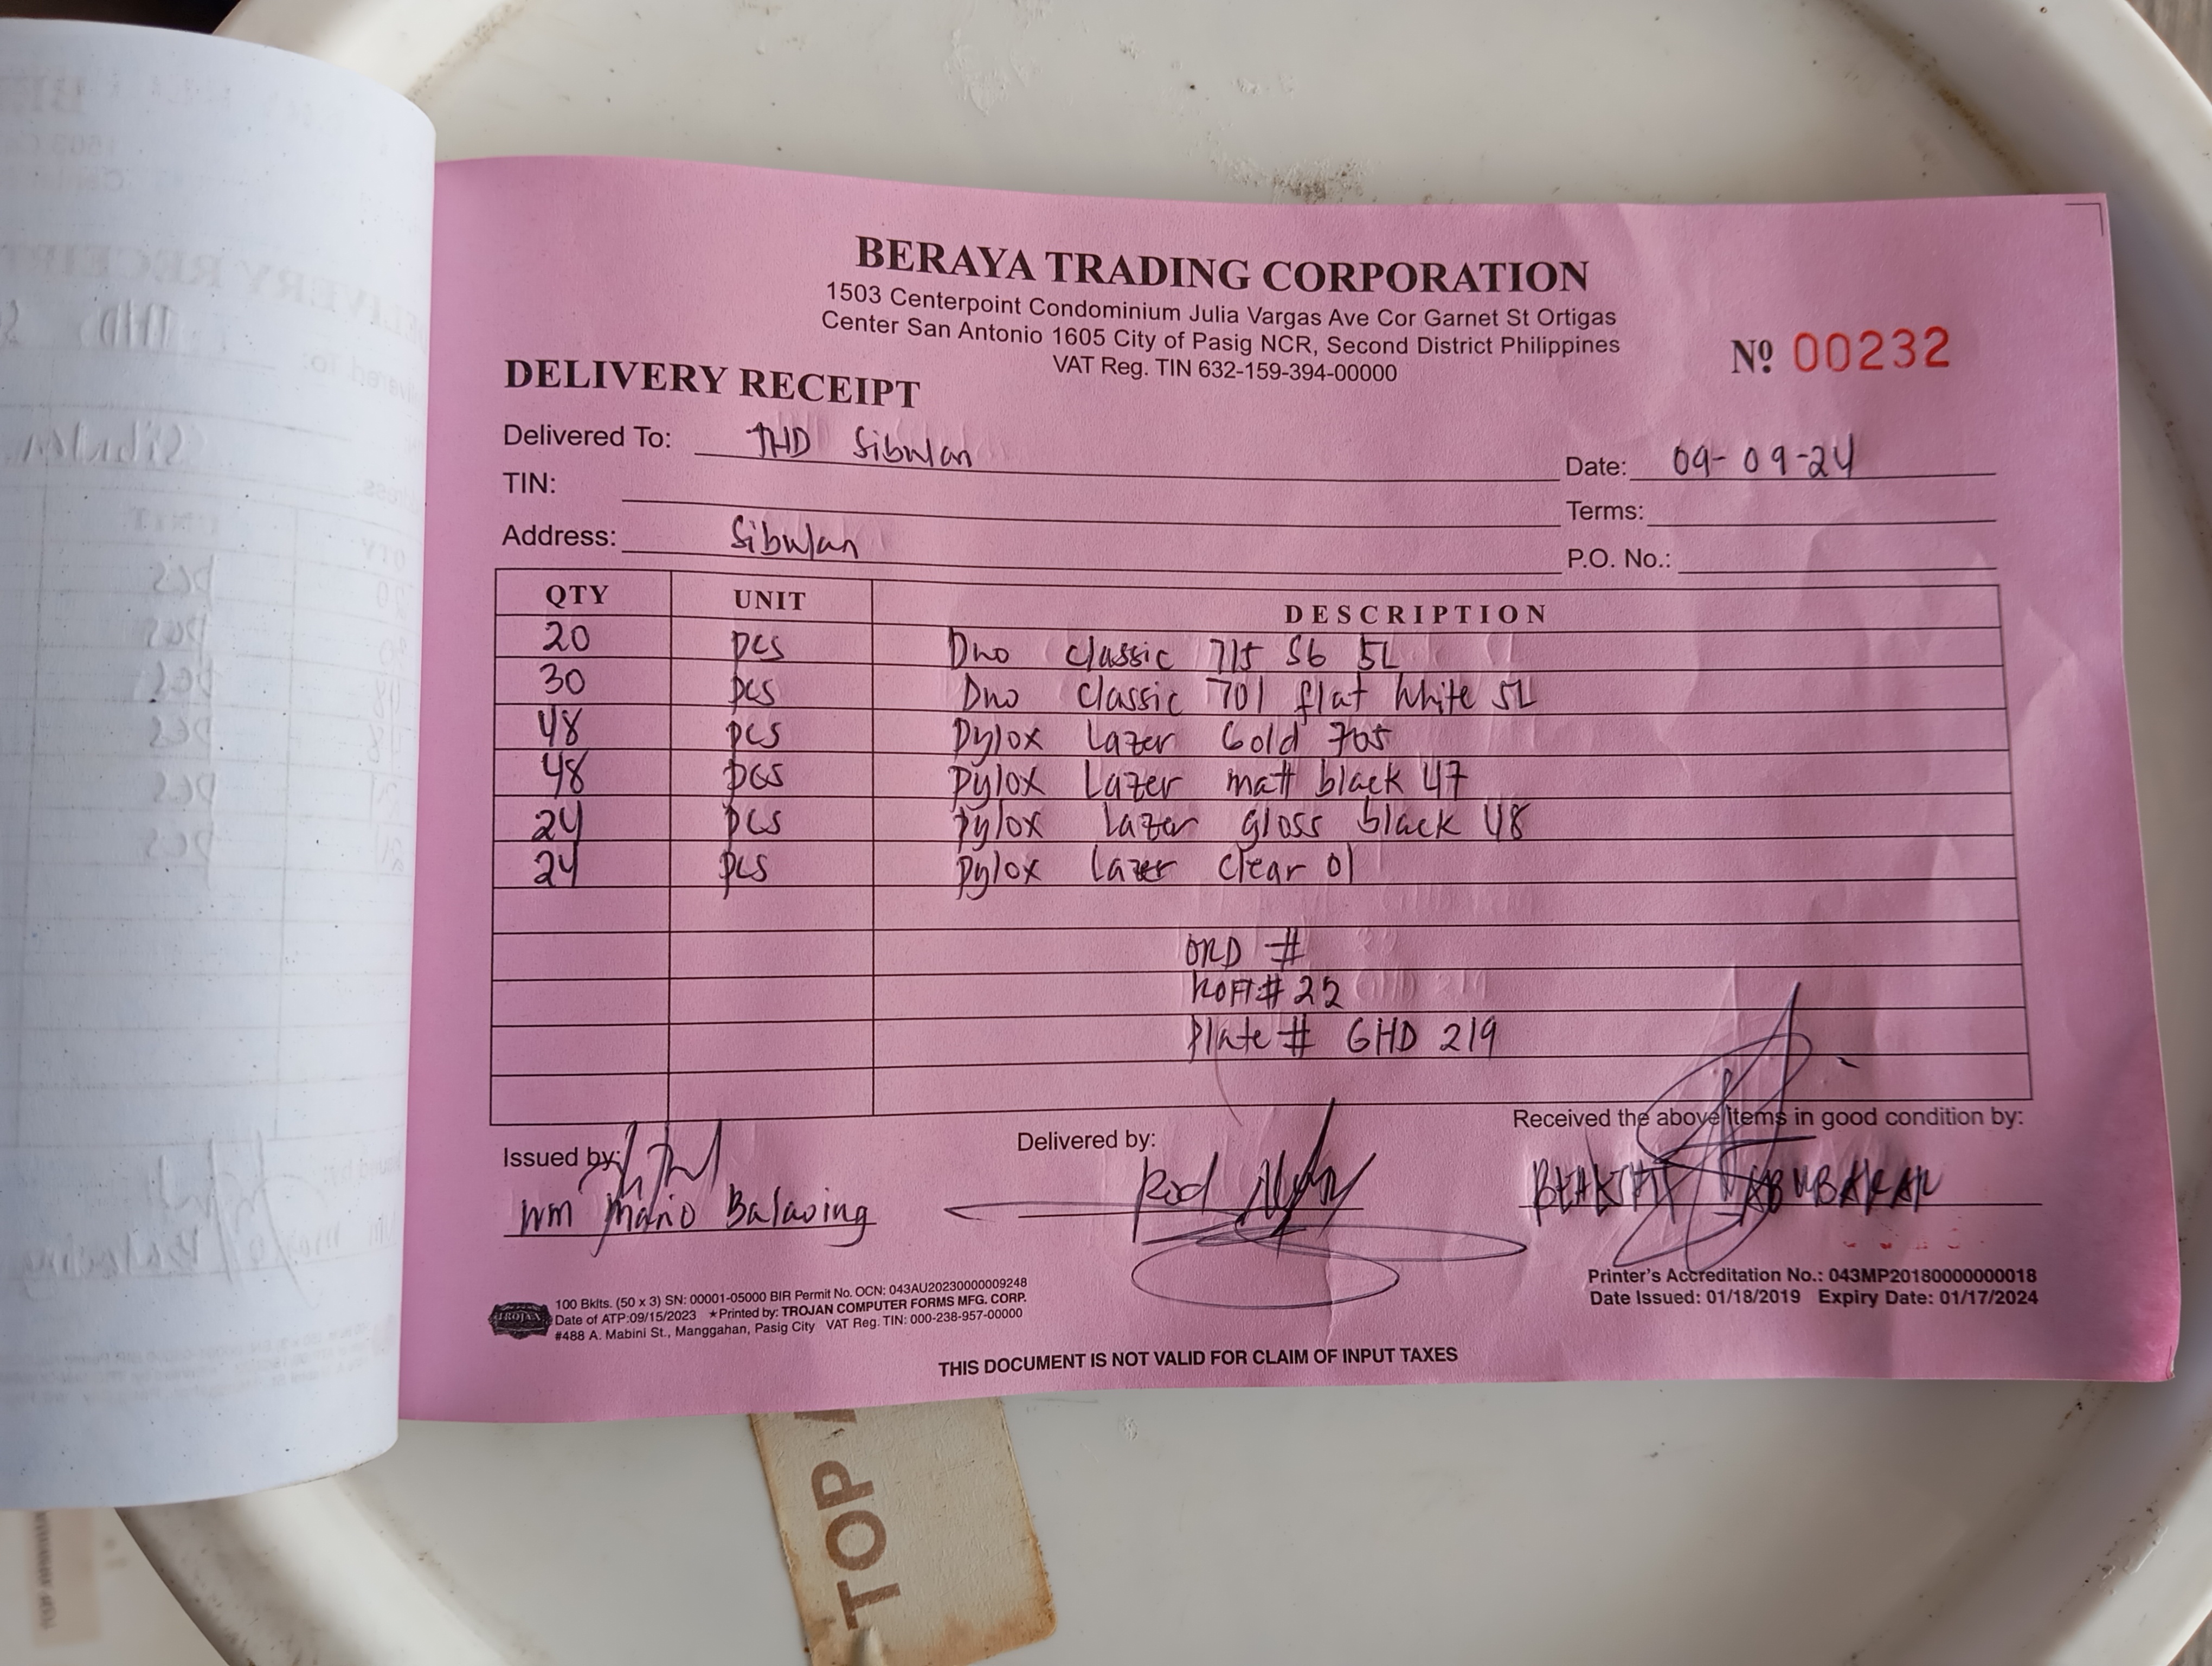 BERAYA TRADING CORPORATION
1503 Centerpoint Condominium Julia Vargas Ave Cor Garnet St Ortigas
Center San Antonio 1605 City of Pasig NCR, Second District Philippines
VAT Reg. TIN 632-159-394-00000
Nº 00232
DELIVERY RECEIPT
Delivered To: THD Sibulan
Date: 09-09-24
TIN:
Terms:
Address: Sibulan
P.O. No.:
QTY UNIT DESCRIPTION
20 pcs Duo classic 715 SG 5L
30 pcs Duo classic 701 flat white 5L
48 pcs Pylox Lazer Gold 705
48 pcs Pylox Lazer matt black 47
24 pcs Pylox Lazer gloss black 48
24 pcs Pylox Lazer clear 01
ORD #
# 22
Plate # GHD 219
Issued by:
Delivered by:
Received the above items in good condition by:
Balaoing
Rod
100 Bklts. (50 x 3) SN: 00001-05000 BIR Permit No. OCN: 043AU20230000009248
Date of ATP:09/15/2023 ★Printed by: TROJAN COMPUTER FORMS MFG. CORP.
#488 A. Mabini St., Manggahan, Pasig City VAT Reg. TIN: 000-238-957-00000
TROJAN
Printer's Accreditation No.: 043MP20180000000018
Date Issued: 01/18/2019 Expiry Date: 01/17/2024
THIS DOCUMENT IS NOT VALID FOR CLAIM OF INPUT TAXES
TOP